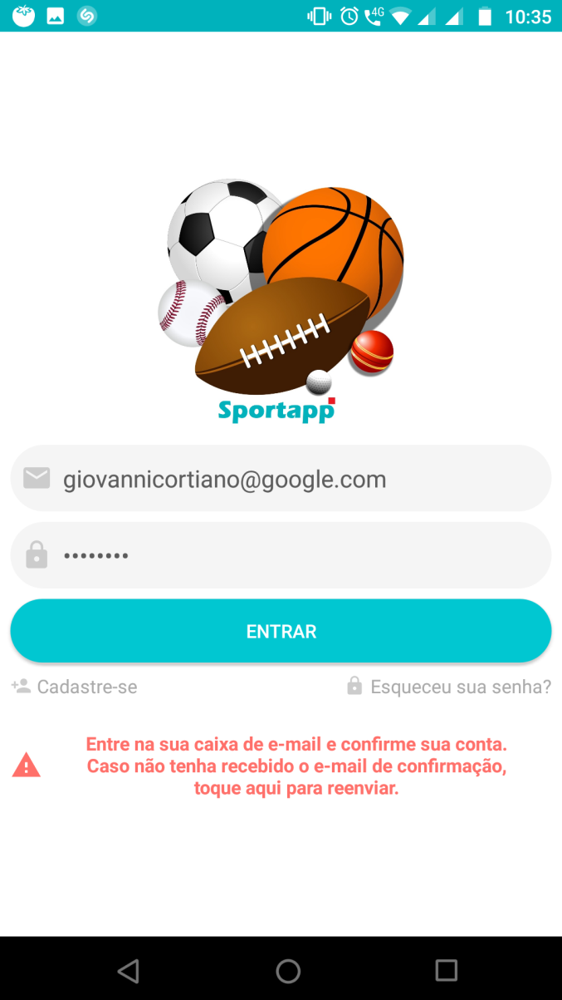 4G 10:35
Sportapp
giovannicortiano@google.com
••••••••
ENTRAR
Cadastre-se Esqueceu sua senha?
Entre na sua caixa de e-mail e confirme sua conta.
Caso não tenha recebido o e-mail de confirmação,
toque aqui para reenviar.